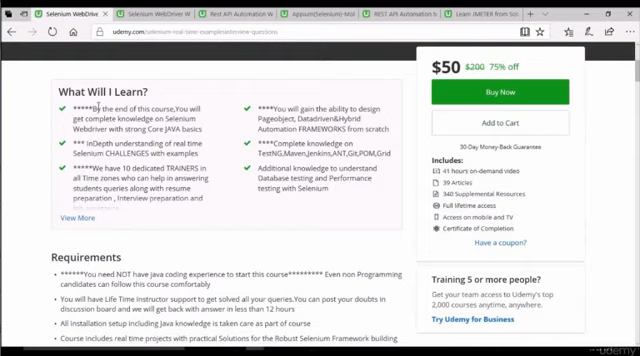 Selenium WebDriv
Selenium WebDriver W
Rest API Automation
Appium(Selenium)-Mo
REST API Automation b
Learn JMETER from Sc
udemy.com/selenium-real-time-examplesinterview-questions
What Will I Learn?
*****By the end of this course,You will
get complete knowledge on Selenium
Webdriver with strong Core JAVA basics
*** inDepth understanding of real time
Selenium CHALLENGES with examples
*****We have 10 dedicated TRAINERS in
all Time zones who can help in answering
students queries along with resume
preparation , Interview preparation and
View More
****You will gain the ability to design
Pageobject, Datadriven&Hybrid
Automation FRAMEWORKS from scratch
****Complete knowledge on
TestNG,Maven,Jenkins,ANT,Git,POM,Grid
Additional knowledge to understand
Database testing and Performance
testing with Selenium
$50 $200 75% off
Buy Now
Add to Cart
30-Day Money-Back Guarantee
Includes:
41 hours on-demand video
39 Articles
340 Supplemental Resources
Full lifetime access
Access on mobile and TV
Certificate of Completion
Have a coupon?
Requirements
******You need NOT have java coding experience to start this course********* Even non Programming
candidates can follow this course comfortably
You will have Life Time Instructor support to get solved all your queries.You can post your doubts in
discussion board and we will get back with answer in less than 12 hours
All installation setup including Java knowledge is taken care as part of course
Course includes real time projects with practical Solutions for the Robust Selenium Framework building
Training 5 or more people?
Get your team access to Udemy's top
2,000 courses anytime, anywhere.
Try Udemy for Business
udemy